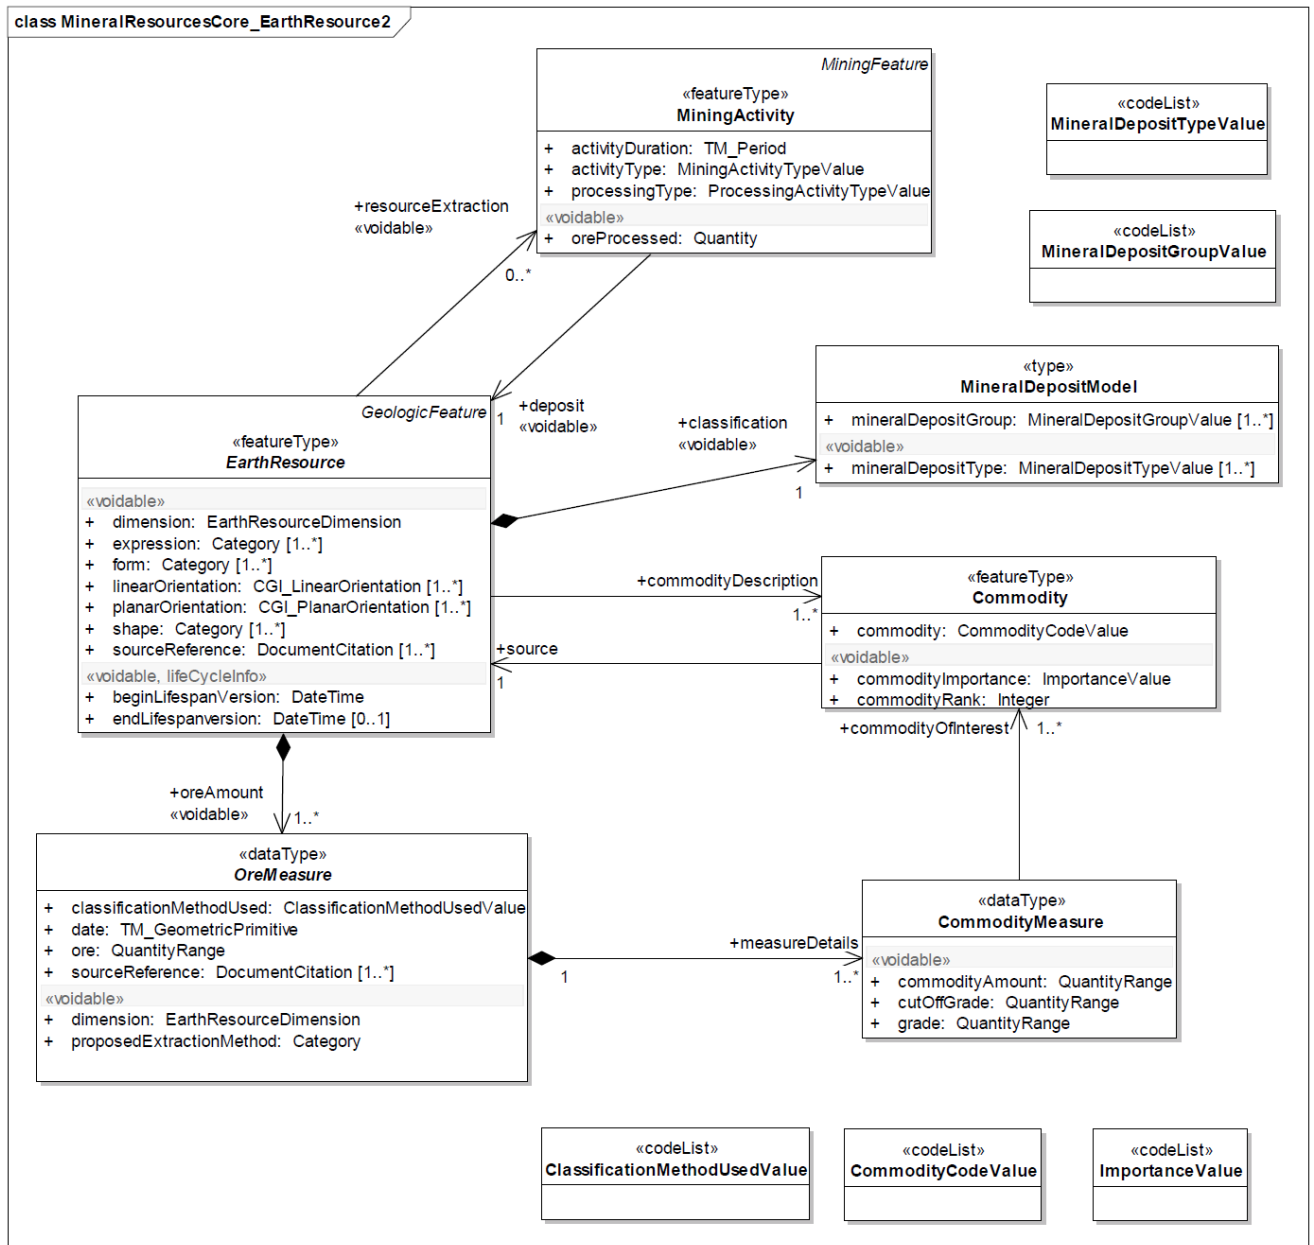 class MineralResourcesCore_EarthResource2
MiningFeature
«featureType»
MiningActivity
+ activityDuration: TM_Period
+ activityType: MiningActivityTypeValue
+ processingType: ProcessingActivityTypeValue
«voidable»
+ oreProcessed: Quantity
«codeList»
MineralDepositTypeValue
«codeList»
MineralDepositGroupValue
+resourceExtraction
«voidable»
0..*
1
+deposit
«voidable»
+classification
«voidable»
1
«type»
MineralDepositModel
+ mineralDepositGroup: MineralDepositGroupValue [1..*]
«voidable»
+ mineralDepositType: MineralDepositTypeValue [1..*]
GeologicFeature
«featureType»
EarthResource
«voidable»
+ dimension: EarthResourceDimension
+ expression: Category [1..*]
+ form: Category [1..*]
+ linearOrientation: CGI_LinearOrientation [1..*]
+ planarOrientation: CGI_PlanarOrientation [1..*]
+ shape: Category [1..*]
+ sourceReference: DocumentCitation [1..*]
«voidable, lifeCycleInfo»
+ beginLifespanVersion: DateTime
+ endLifespanversion: DateTime [0..1]
+commodityDescription
1..*
+source
1
«featureType»
Commodity
+ commodity: CommodityCodeValue
«voidable»
+ commodityImportance: ImportanceValue
+ commodityRank: Integer
+commodityOfInterest
1..*
+oreAmount
«voidable»
1..*
«dataType»
OreMeasure
+ classificationMethodUsed: ClassificationMethodUsedValue
+ date: TM_GeometricPrimitive
+ ore: QuantityRange
+ sourceReference: DocumentCitation [1..*]
«voidable»
+ dimension: EarthResourceDimension
+ proposedExtractionMethod: Category
1
+measureDetails
1..*
«dataType»
CommodityMeasure
«voidable»
+ commodityAmount: QuantityRange
+ cutOffGrade: QuantityRange
+ grade: QuantityRange
«codeList»
ClassificationMethodUsedValue
«codeList»
CommodityCodeValue
«codeList»
ImportanceValue